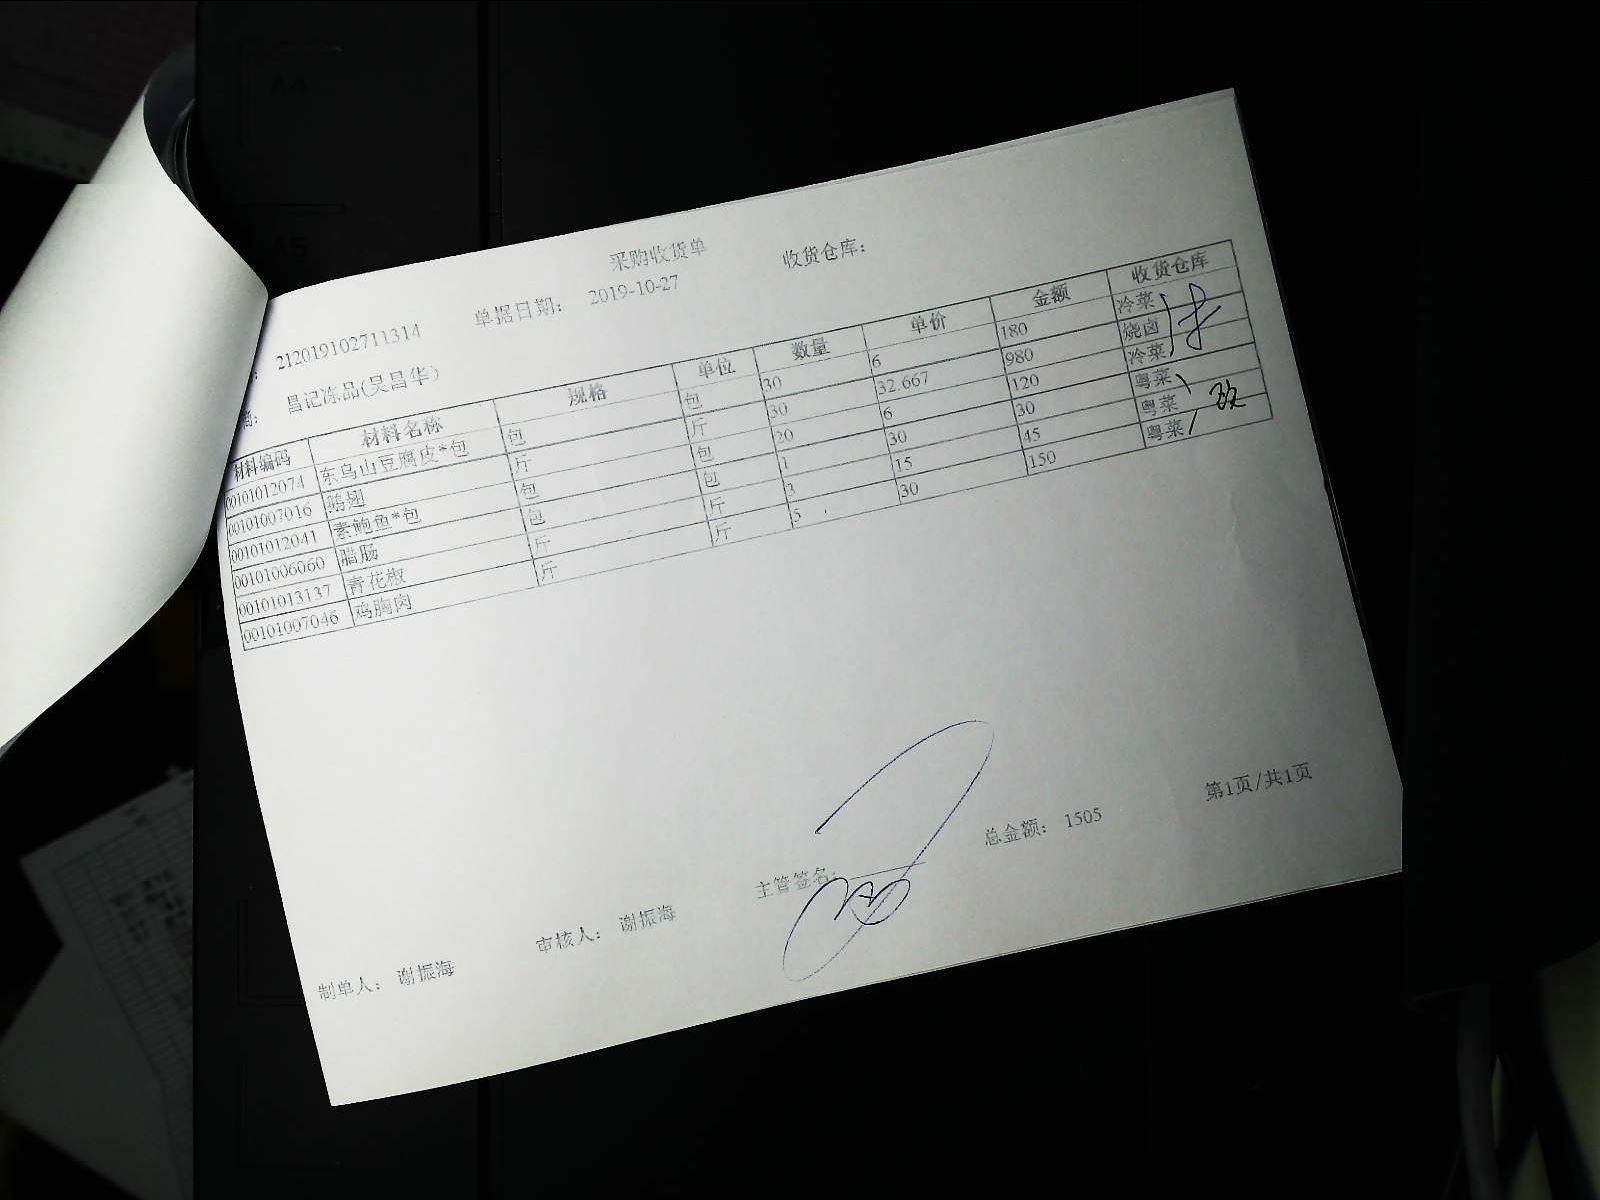 采购收货单
: 212019102711314 单据日期: 2019-10-27 收货仓库:
商: 昌记冻品(吴昌华)
材料编码 材料名称 规格 单位 数量 单价 金额 收货仓库
00101012074 东乌山豆腐皮*包 包 包 30 6 180 冷菜
00101007016 鹅翅 斤 斤 30 32.667 980 烧卤
00101012041 素鲍鱼*包 包 包 20 6 120 冷菜
00101006060 腊肠 包 包 1 30 30 粤菜
00101013137 青花椒 斤 斤 3 15 45 粤菜
00101007046 鸡胸肉 斤 斤 5 30 150 粤菜
制单人: 谢振海 审核人: 谢振海 主管签名: 总金额: 1505 第1页/共1页
A5